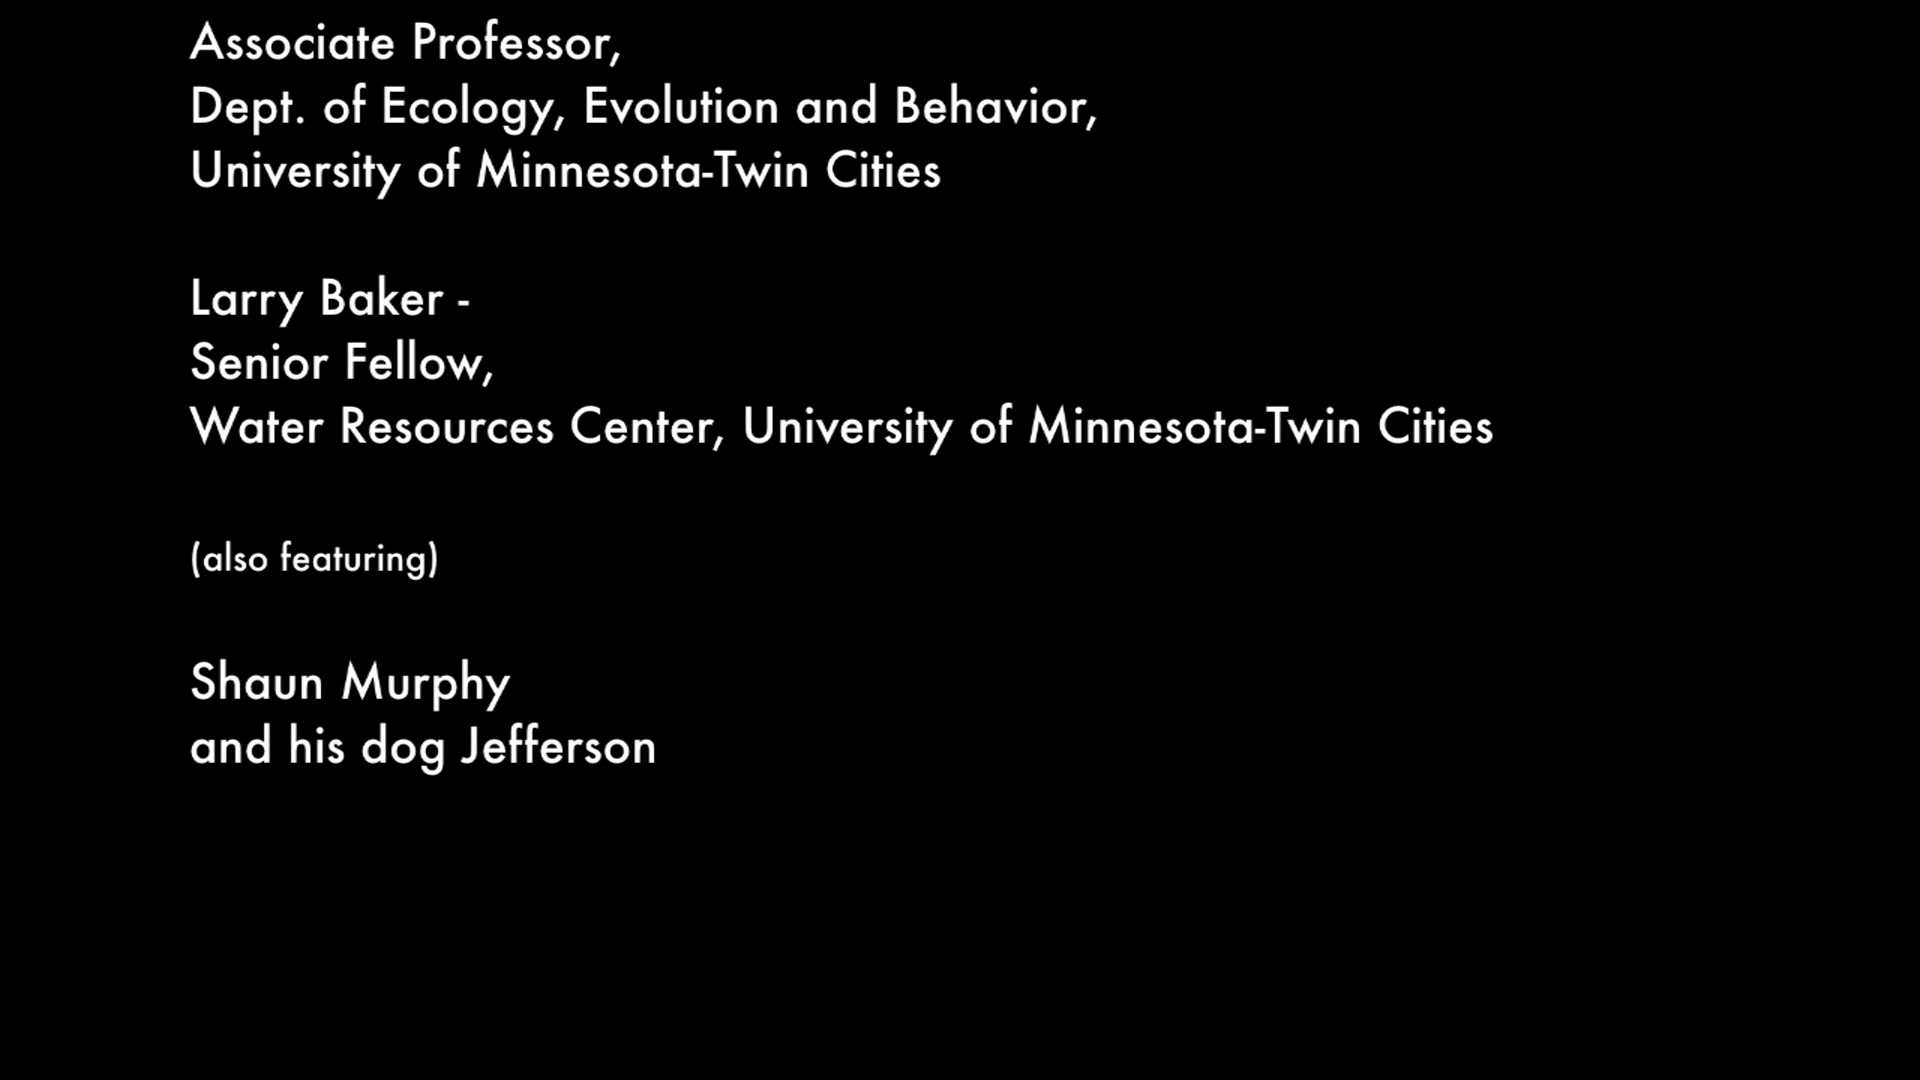 Associate Professor,
Dept. of Ecology, Evolution and Behavior,
University of Minnesota-Twin Cities
Larry Baker -
Senior Fellow,
Water Resources Center, University of Minnesota-Twin Cities
(also featuring)
Shaun Murphy
and his dog Jefferson